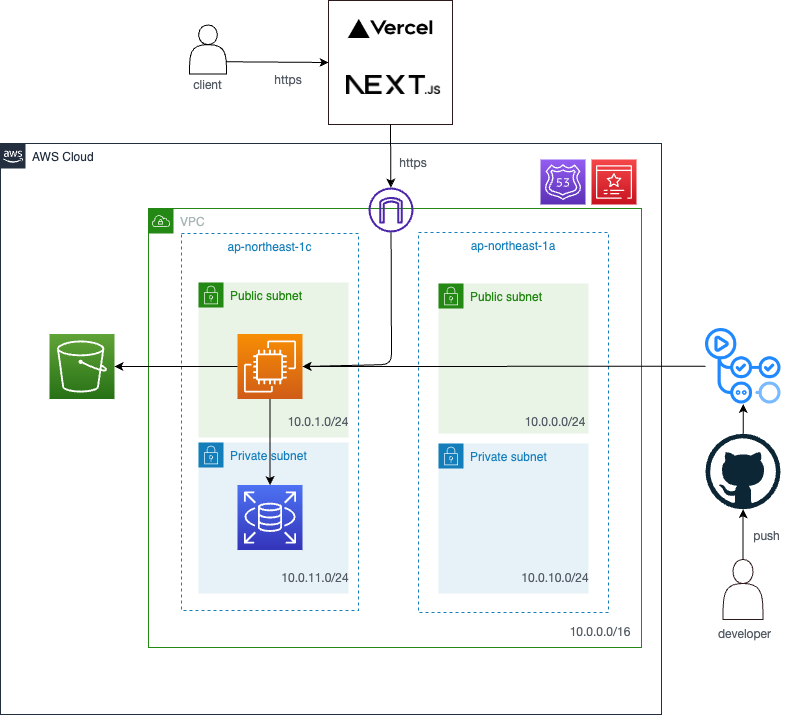 Vercel
NEXT.JS
client
https
aws
AWS Cloud
https
53
VPC
ap-northeast-1c
ap-northeast-1a
Public subnet
Public subnet
10.0.1.0/24
10.0.0.0/24
Private subnet
Private subnet
10.0.11.0/24
10.0.10.0/24
push
10.0.0.0/16
developer